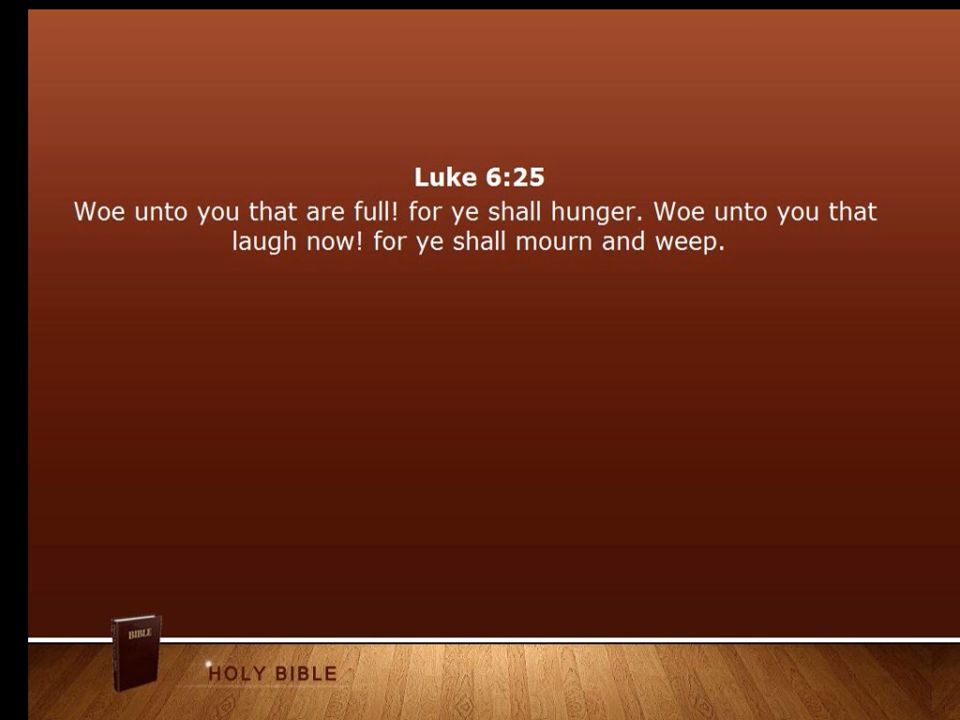 Luke 6:25
Woe unto you that are full! for ye shall hunger. Woe unto you that
laugh now! for ye shall mourn and weep.
BIBLE
HOLY BIBLE